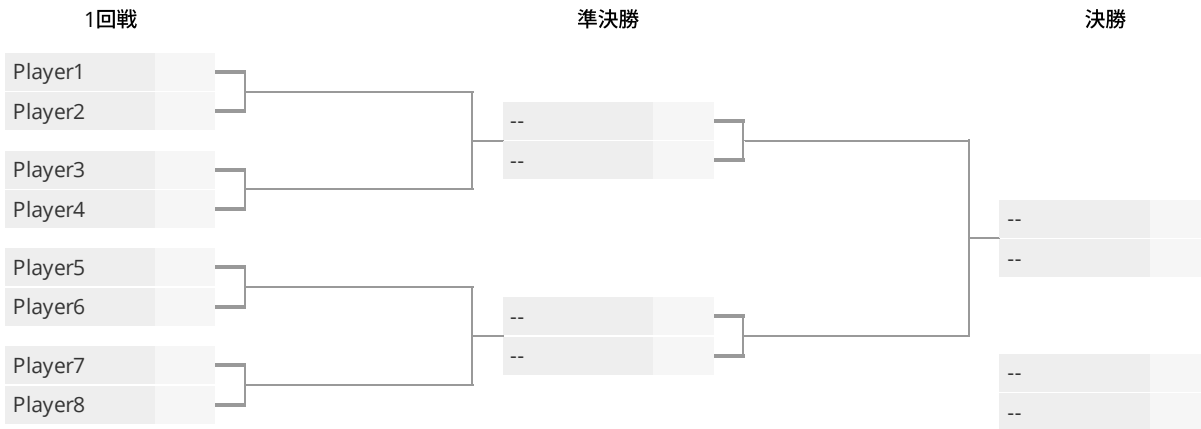 1回戦
準決勝
決勝
Player1
Player2
Player3
Player4
Player5
Player6
Player7
Player8
--
--
--
--
--
--
--
--